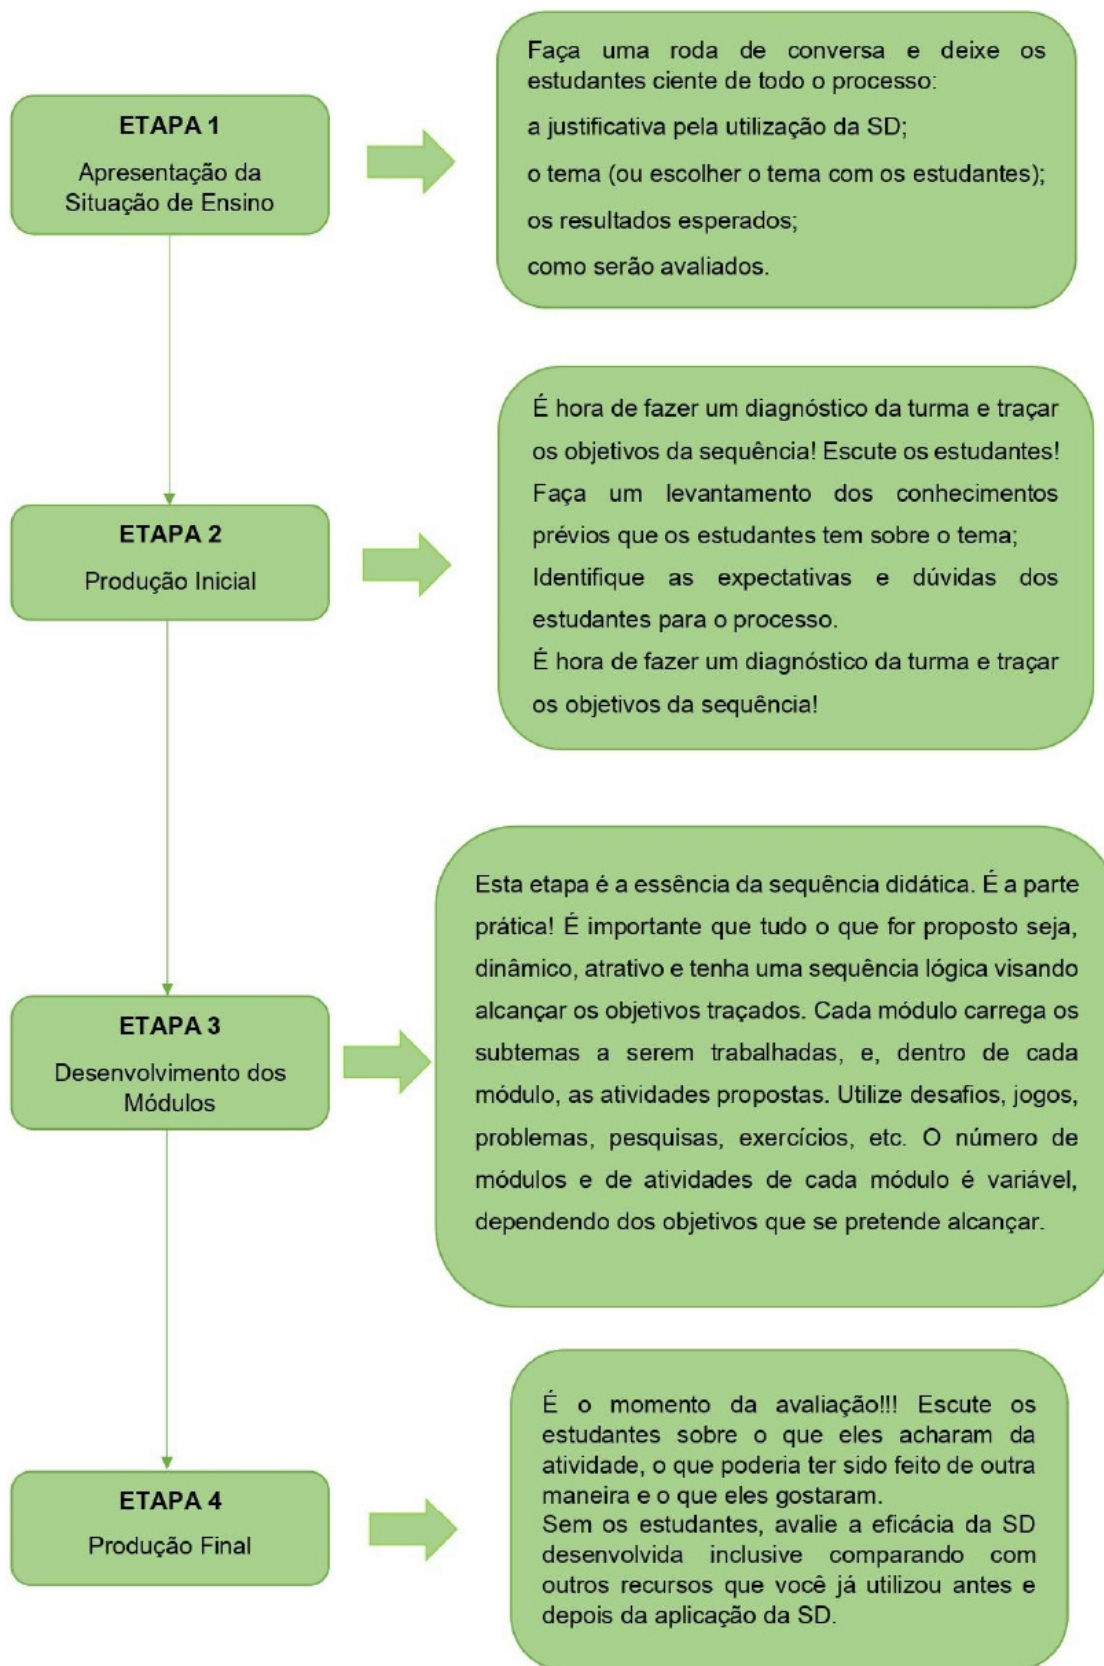 ETAPA 1
Apresentação da
Situação de Ensino
Faça uma roda de conversa e deixe os
estudantes ciente de todo o processo:
a justificativa pela utilização da SD;
o tema (ou escolher o tema com os estudantes);
os resultados esperados;
como serão avaliados.
ETAPA 2
Produção Inicial
É hora de fazer um diagnóstico da turma e traçar
os objetivos da sequência! Escute os estudantes!
Faça um levantamento dos conhecimentos
prévios que os estudantes tem sobre o tema;
Identifique as expectativas e dúvidas dos
estudantes para o processo.
É hora de fazer um diagnóstico da turma e traçar
os objetivos da sequência!
ETAPA 3
Desenvolvimento dos
Módulos
Esta etapa é a essência da sequência didática. É a parte
prática! É importante que tudo o que for proposto seja,
dinâmico, atrativo e tenha uma sequência lógica visando
alcançar os objetivos traçados. Cada módulo carrega os
subtemas a serem trabalhadas, e, dentro de cada
módulo, as atividades propostas. Utilize desafios, jogos,
problemas, pesquisas, exercícios, etc. O número de
módulos e de atividades de cada módulo é variável,
dependendo dos objetivos que se pretende alcançar.
ETAPA 4
Produção Final
É o momento da avaliação!!! Escute os
estudantes sobre o que eles acharam da
atividade, o que poderia ter sido feito de outra
maneira e o que eles gostaram.
Sem os estudantes, avalie a eficácia da SD
desenvolvida inclusive comparando com
outros recursos que você já utilizou antes e
depois da aplicação da SD.